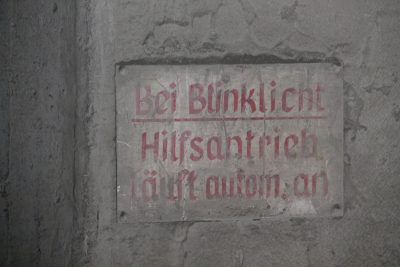 Bei Blinklicht
Hilfsantrieb
läuft autom. an